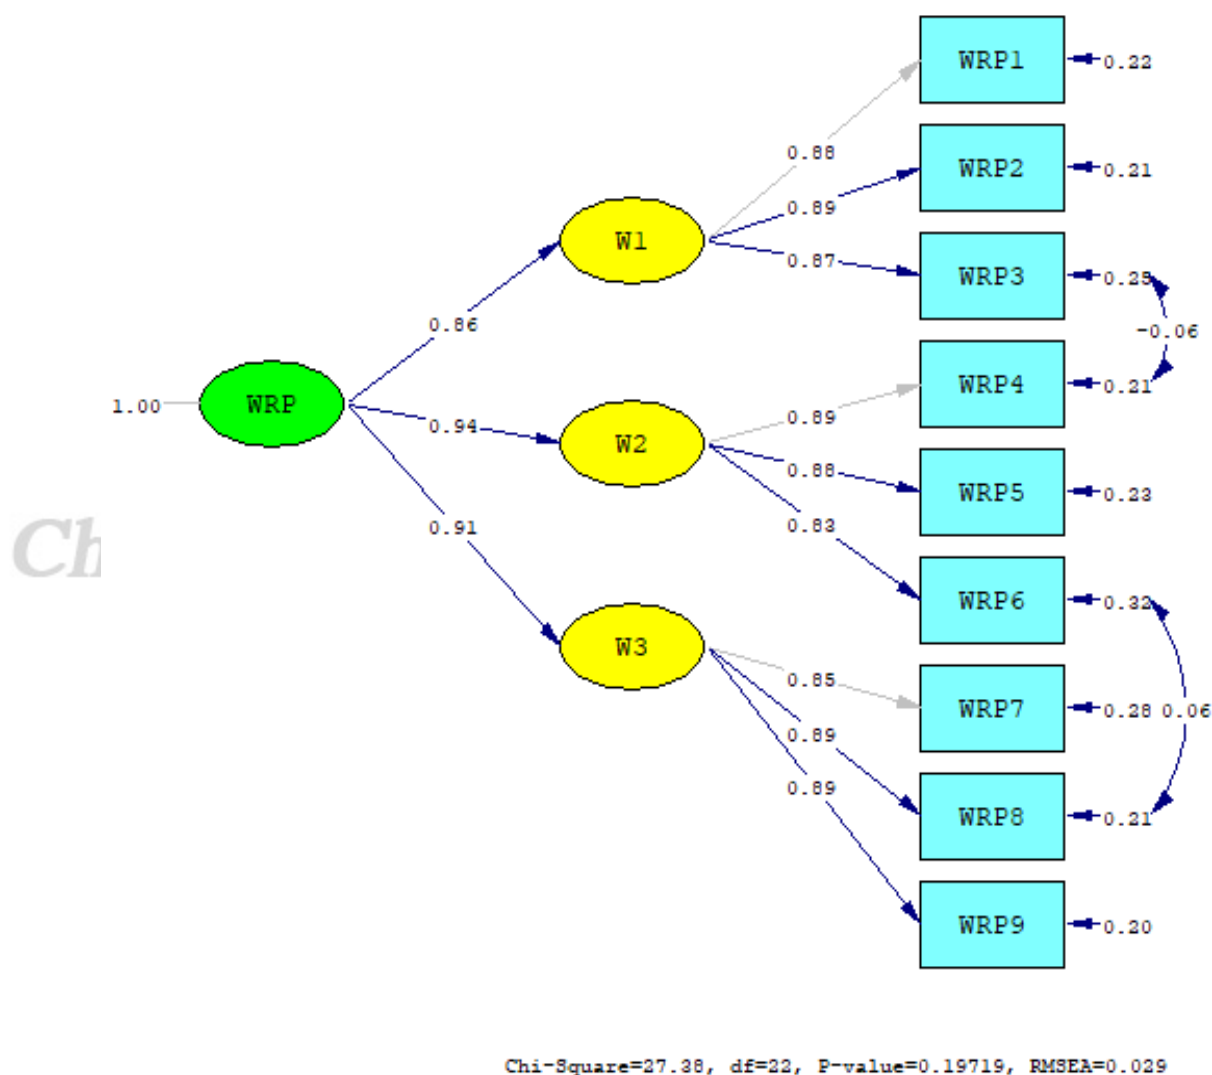 WRP1
0.22
0.88
WRP2
0.21
0.89
W1
0.87
WRP3
0.25
-0.06
0.86
WRP4
0.21
1.00
WRP
0.94
0.89
W2
0.88
WRP5
0.23
0.91
0.83
Ch
WRP6
0.32
W3
0.85
WRP7
0.28
0.06
0.89
0.89
WRP8
0.21
WRP9
0.20
Chi-Square=27.38, df=22, P-value=0.19719, RMSEA=0.029